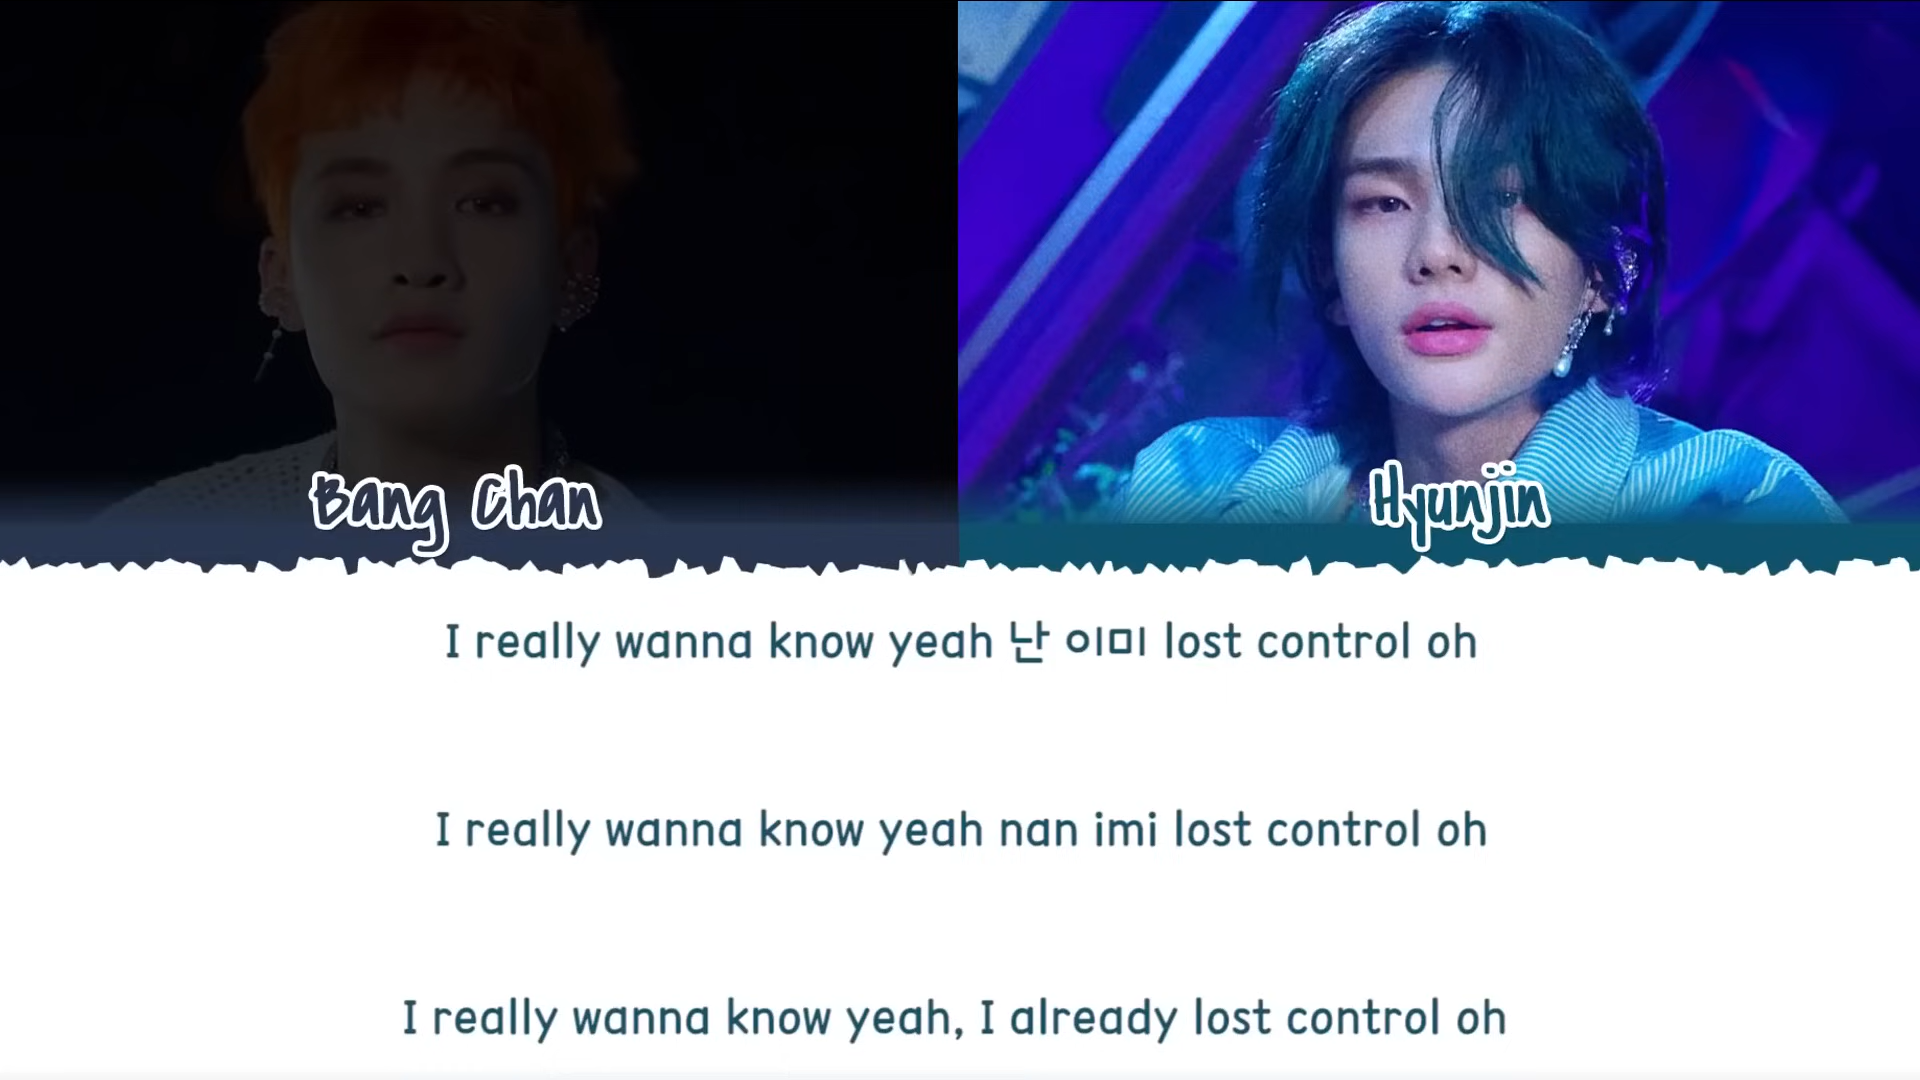 Bang Chan
Hyunjin
I really wanna know yeah 난 이미 lost control oh
I really wanna know yeah nan imi lost control oh
I really wanna know yeah, I already lost control oh